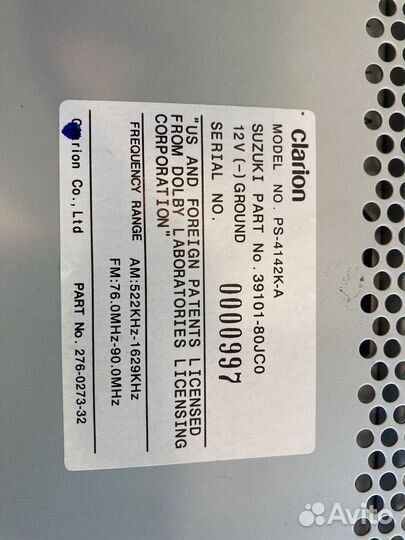 clarion
MODEL NO. PS-4142K-A
SUZUKI PART No. 39101-80JC0
12V (–) GROUND
SERIAL NO. 0000997
"US AND FOREIGN PATENTS LICENSED
FROM DOLBY LABORATORIES LICENSING
CORPORATION"
FREQUENCY RANGE AM:522KHz-1629KHz
FM:76.0MHz-90.0MHz
Clarion Co.,Ltd PART No. 276-0273-32
Avito